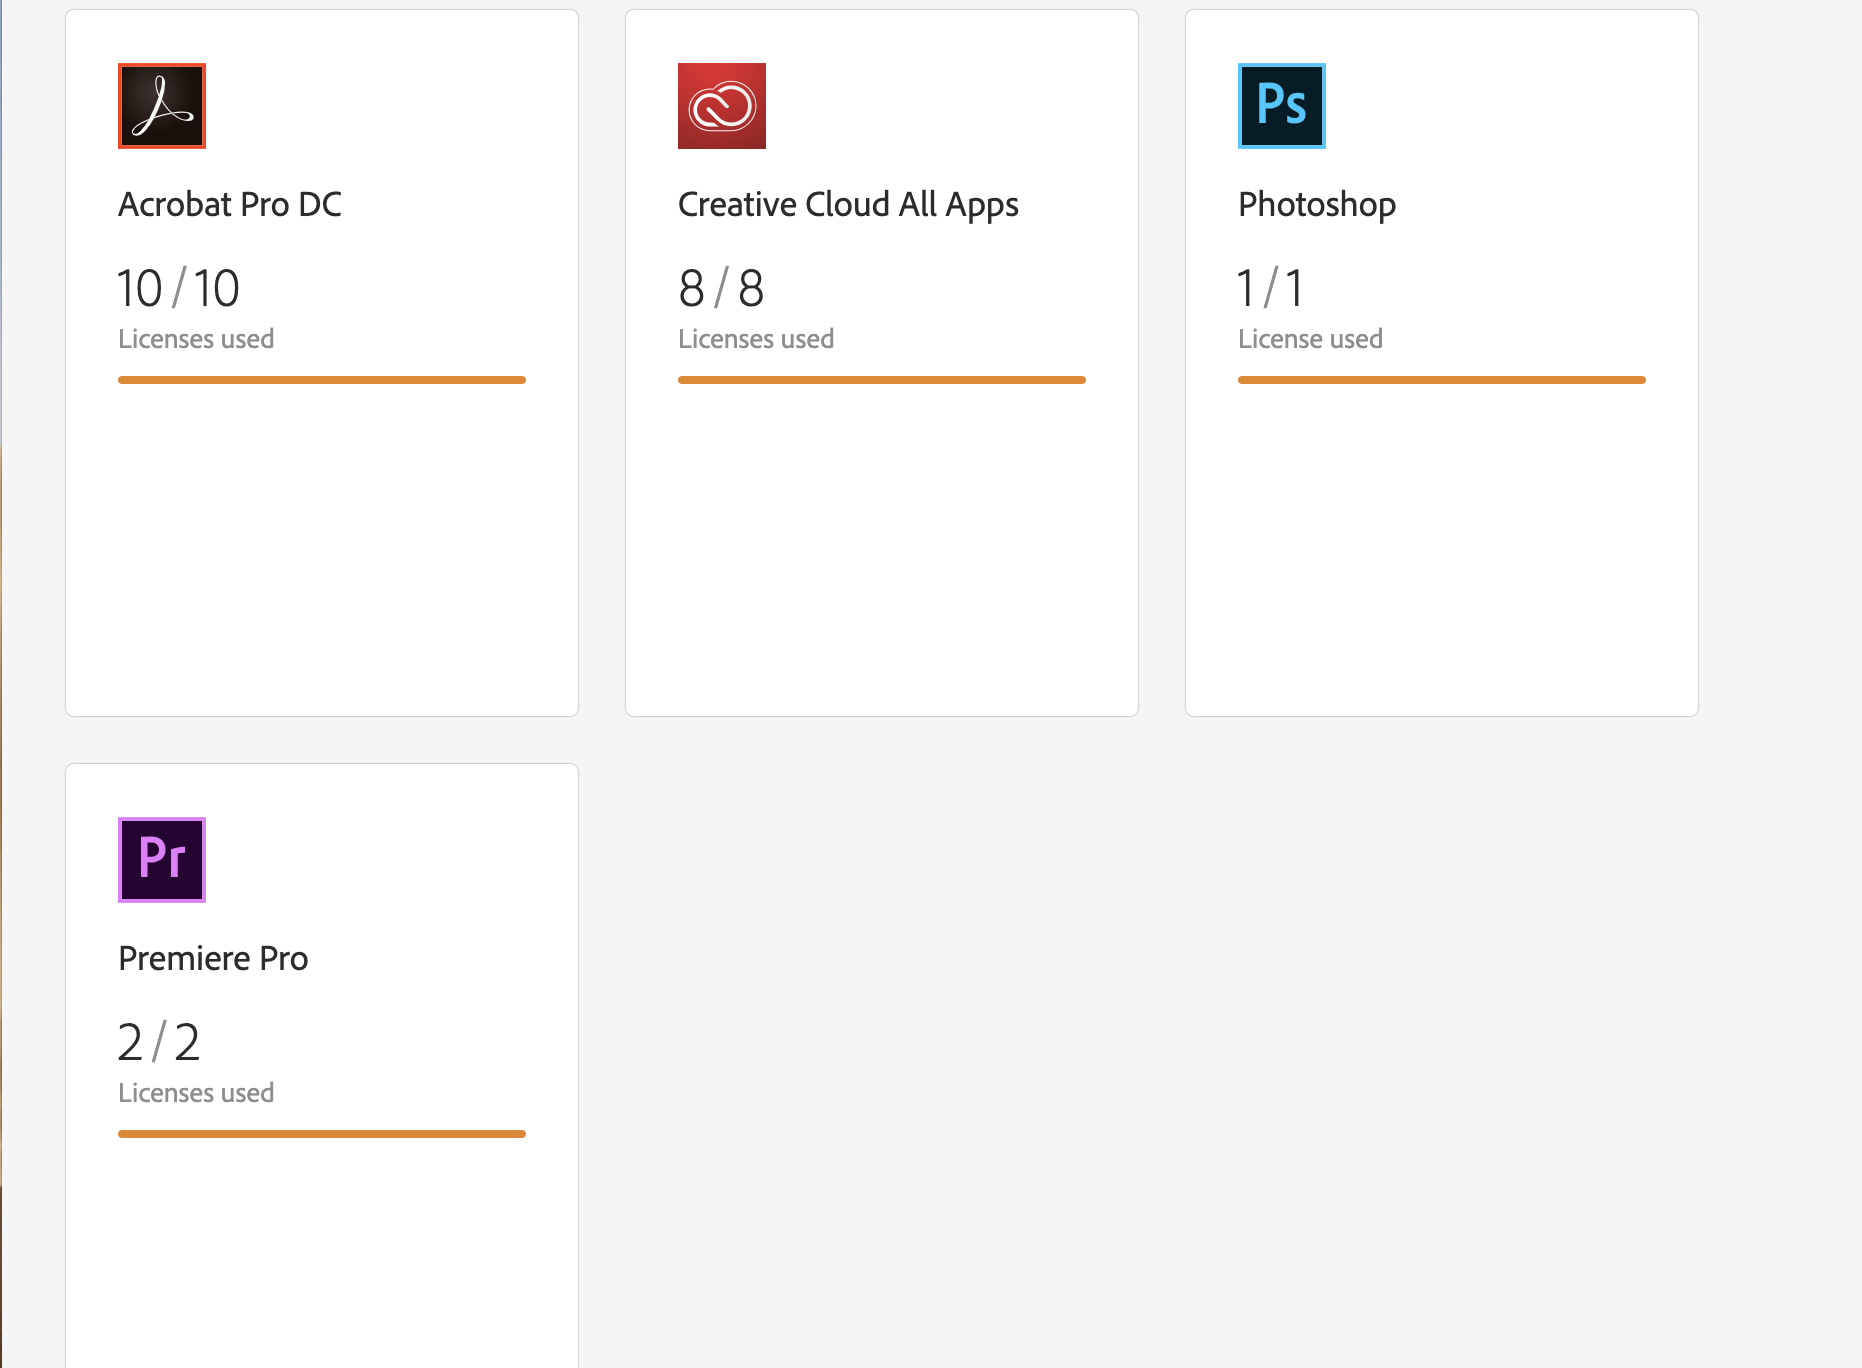 Acrobat Pro DC
10 / 10
Licenses used
Creative Cloud All Apps
8 / 8
Licenses used
Ps
Photoshop
1 / 1
License used
Pr
Premiere Pro
2 / 2
Licenses used